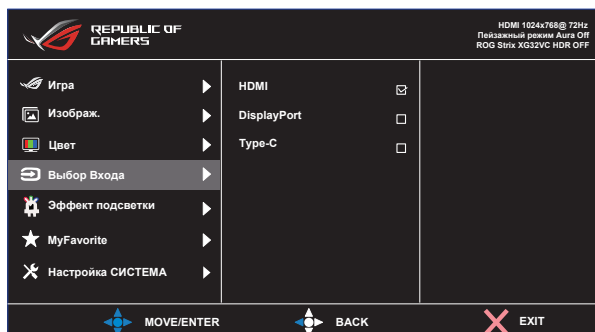 REPUBLIC OF
GAMERS
HDMI 1024x768@ 72Hz
Пейзажный режим Aura Off
ROG Strix XG32VC HDR OFF
Игра
Изображ.
Цвет
Выбор Входа
Эффект подсветки
MyFavorite
Настройка СИСТЕМА
HDMI
DisplayPort
Type-C
MOVE/ENTER
BACK
EXIT